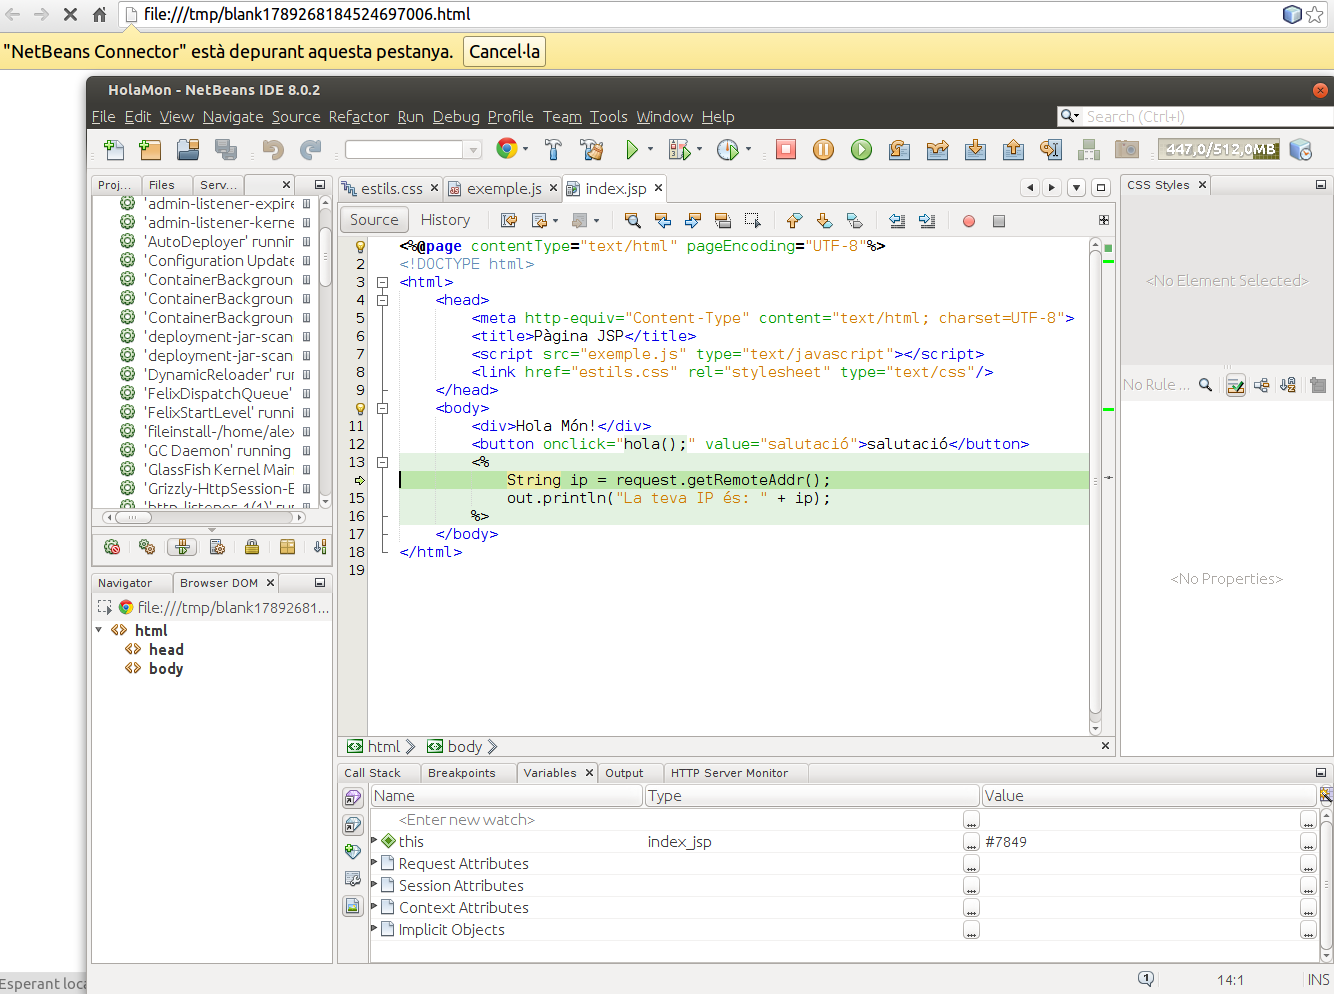 file:///tmp/blank1789268184524697006.html
"NetBeans Connector" està depurant aquesta pestanya. Cancel·la
HolaMon - NetBeans IDE 8.0.2
File Edit View Navigate Source Refactor Run Debug Profile Team Tools Window Help
Search (Ctrl+I)
447,0/512,0MB
Proj... Files Serv...
'admin-listener-expire
'admin-listener-kerne
'AutoDeployer' runnin
'Configuration Update
'ContainerBackgroun
'ContainerBackgroun
'ContainerBackgroun
'deployment-jar-scan
'deployment-jar-scan
'DynamicReloader' ru
'FelixDispatchQueue'
'FelixStartLevel' runni
'fileinstall-/home/alex
'GC Daemon' running
'GlassFish Kernel Main
'Grizzly-HttpSession-E
'http-listener-1(1)' run
Navigator Browser DOM
file:///tmp/blank17892681...
html
head
body
estils.css exemple.js index.jsp
Source History
<%@page contentType="text/html" pageEncoding="UTF-8"%>
2 <!DOCTYPE html>
3 <html>
4 <head>
5 <meta http-equiv="Content-Type" content="text/html; charset=UTF-8">
6 <title>Pàgina JSP</title>
7 <script src="exemple.js" type="text/javascript"></script>
8 <link href="estils.css" rel="stylesheet" type="text/css"/>
9 </head>
<body>
11 <div>Hola Món!</div>
12 <button onclick="hola();" value="salutació">salutació</button>
13 <%
String ip = request.getRemoteAddr();
15 out.println("La teva IP és: " + ip);
16 %>
17 </body>
18 </html>
19
html body
CSS Styles
<No Element Selected>
No Rule ...
<No Properties>
Call Stack Breakpoints Variables Output HTTP Server Monitor
Name Type Value
<Enter new watch> ... ...
this index_jsp ... #7849 ...
Request Attributes ... ...
Session Attributes ... ...
Context Attributes ... ...
Implicit Objects ... ...
Esperant loca
1 14:1 INS